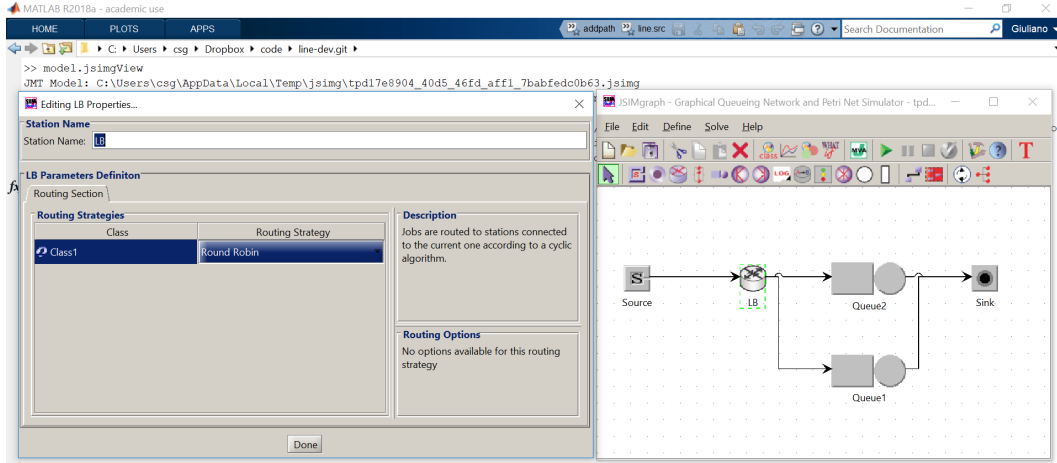 MATLAB R2018a - academic use
HOME PLOTS APPS
addpath line.src
Search Documentation
Giuliano
C: Users csg Dropbox code line-dev.git
>> model.jsimgView
JMT Model: C:\Users\csg\AppData\Local\Temp\jsimg\tpd17e8904_40d5_46fd_aff1_7babfedc0b63.jsimg
fx
Editing LB Properties...
Station Name
Station Name: LB
LB Parameters Definiton
Routing Section
Routing Strategies
Class Routing Strategy
Class1 Round Robin
Description
Jobs are routed to stations connected
to the current one according to a cyclic
algorithm.
Routing Options
No options available for this routing
strategy
Done
JSIMgraph - Graphical Queueing Network and Petri Net Simulator - tpd...
File Edit Define Solve Help
class
WHAT
IF
MVA
T
LOG
S
Source
LB
Queue2
Sink
Queue1